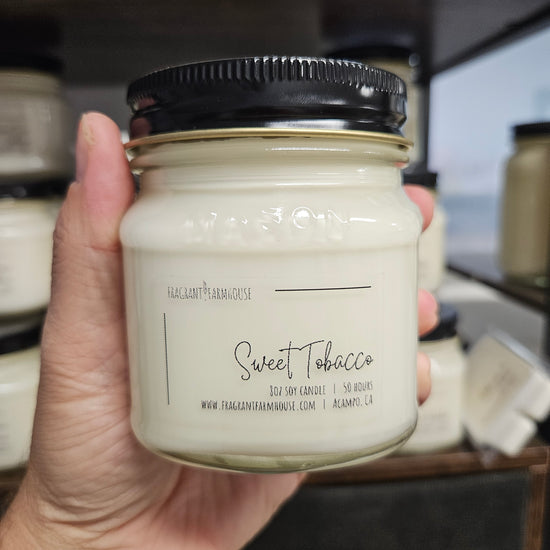 MASON
FRAGRANT FARMHOUSE
Sweet Tobacco
8OZ SOY CANDLE | 50 HOURS
WWW.FRAGRANTFARMHOUSE.COM | ACAMPO, CA